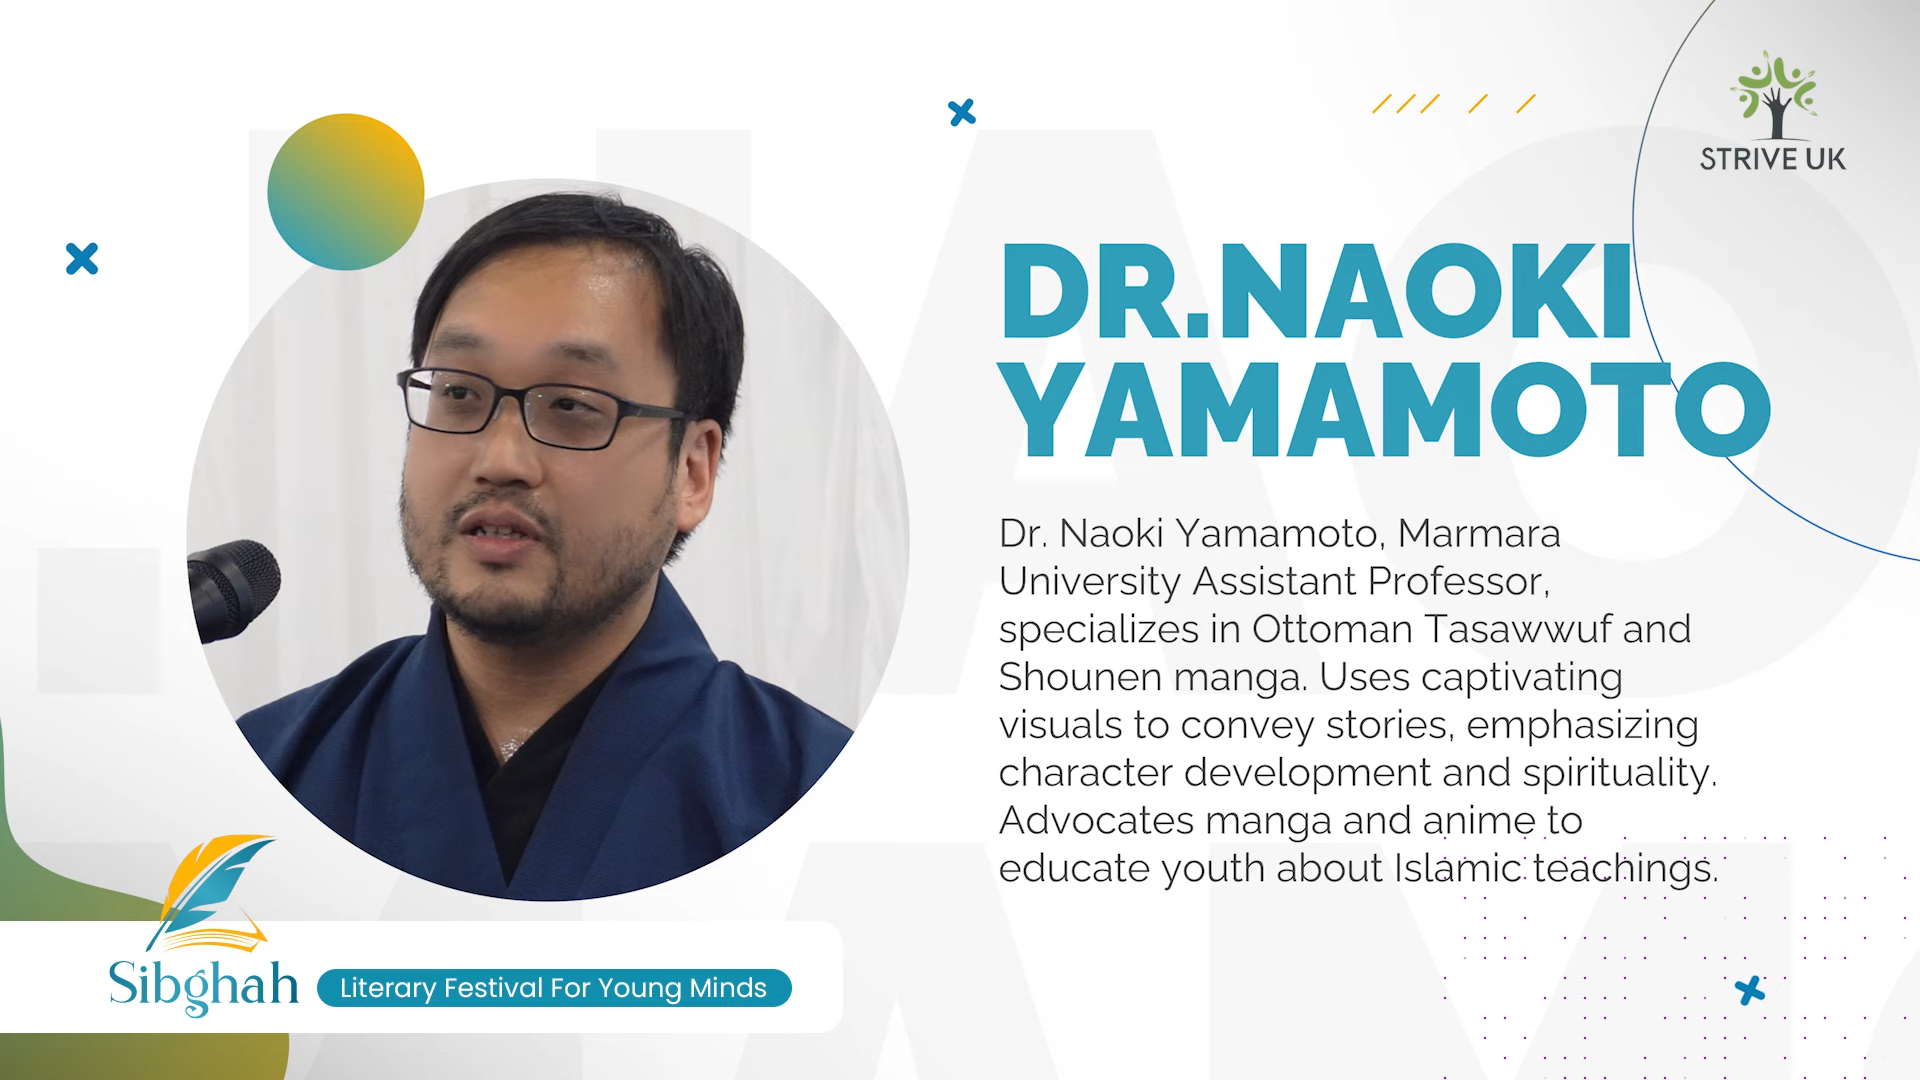 STRIVE UK
DR.NAOKI
YAMAMOTO
Dr. Naoki Yamamoto, Marmara
University Assistant Professor,
specializes in Ottoman Tasawwuf and
Shounen manga. Uses captivating
visuals to convey stories, emphasizing
character development and spirituality.
Advocates manga and anime to
educate youth about Islamic teachings.
Sibghah
Literary Festival For Young Minds